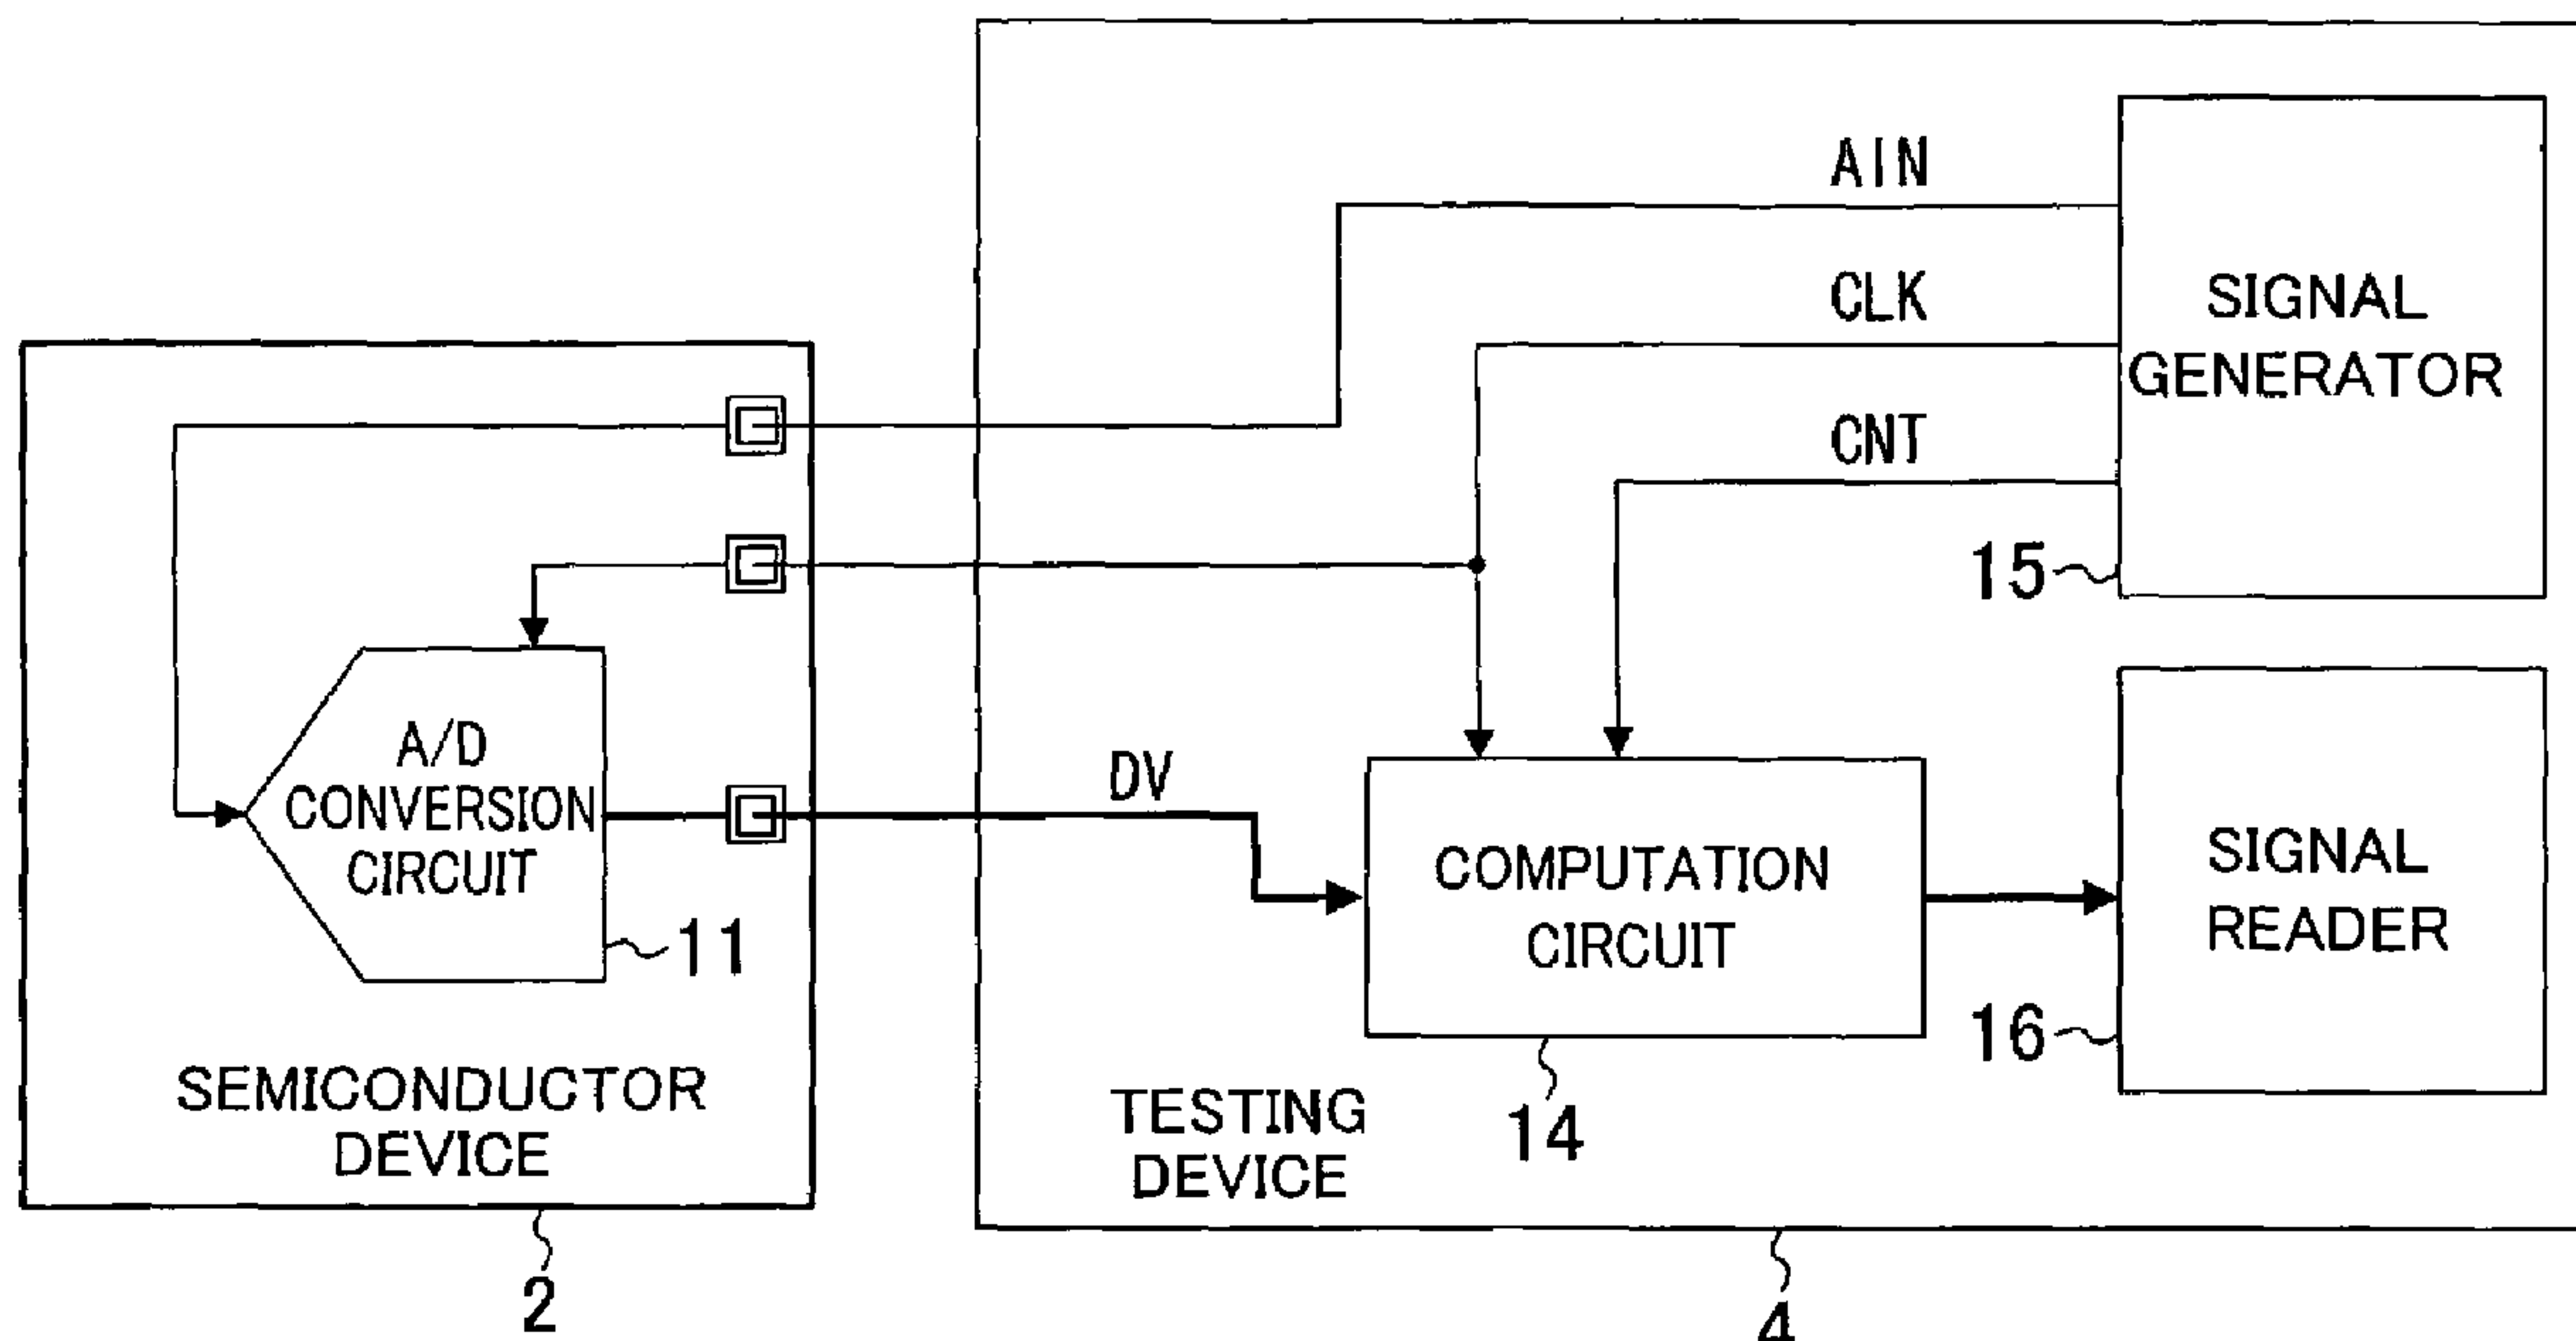 AIN
CLK
CNT
SIGNAL
GENERATOR
15
A/D
CONVERSION
CIRCUIT
11
DV
COMPUTATION
CIRCUIT
14
SIGNAL
READER
16
SEMICONDUCTOR
DEVICE
2
TESTING
DEVICE
4